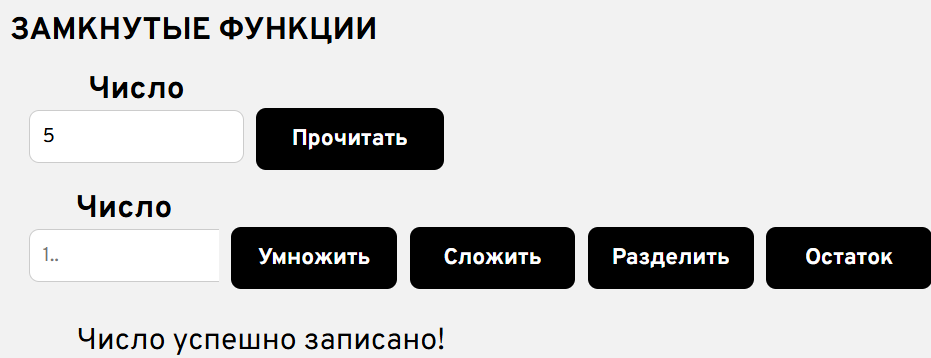 ЗАМКНУТЫЕ ФУНКЦИИ
Число
5 Прочитать
Число
1.. Умножить Сложить Разделить Остаток
Число успешно записано!